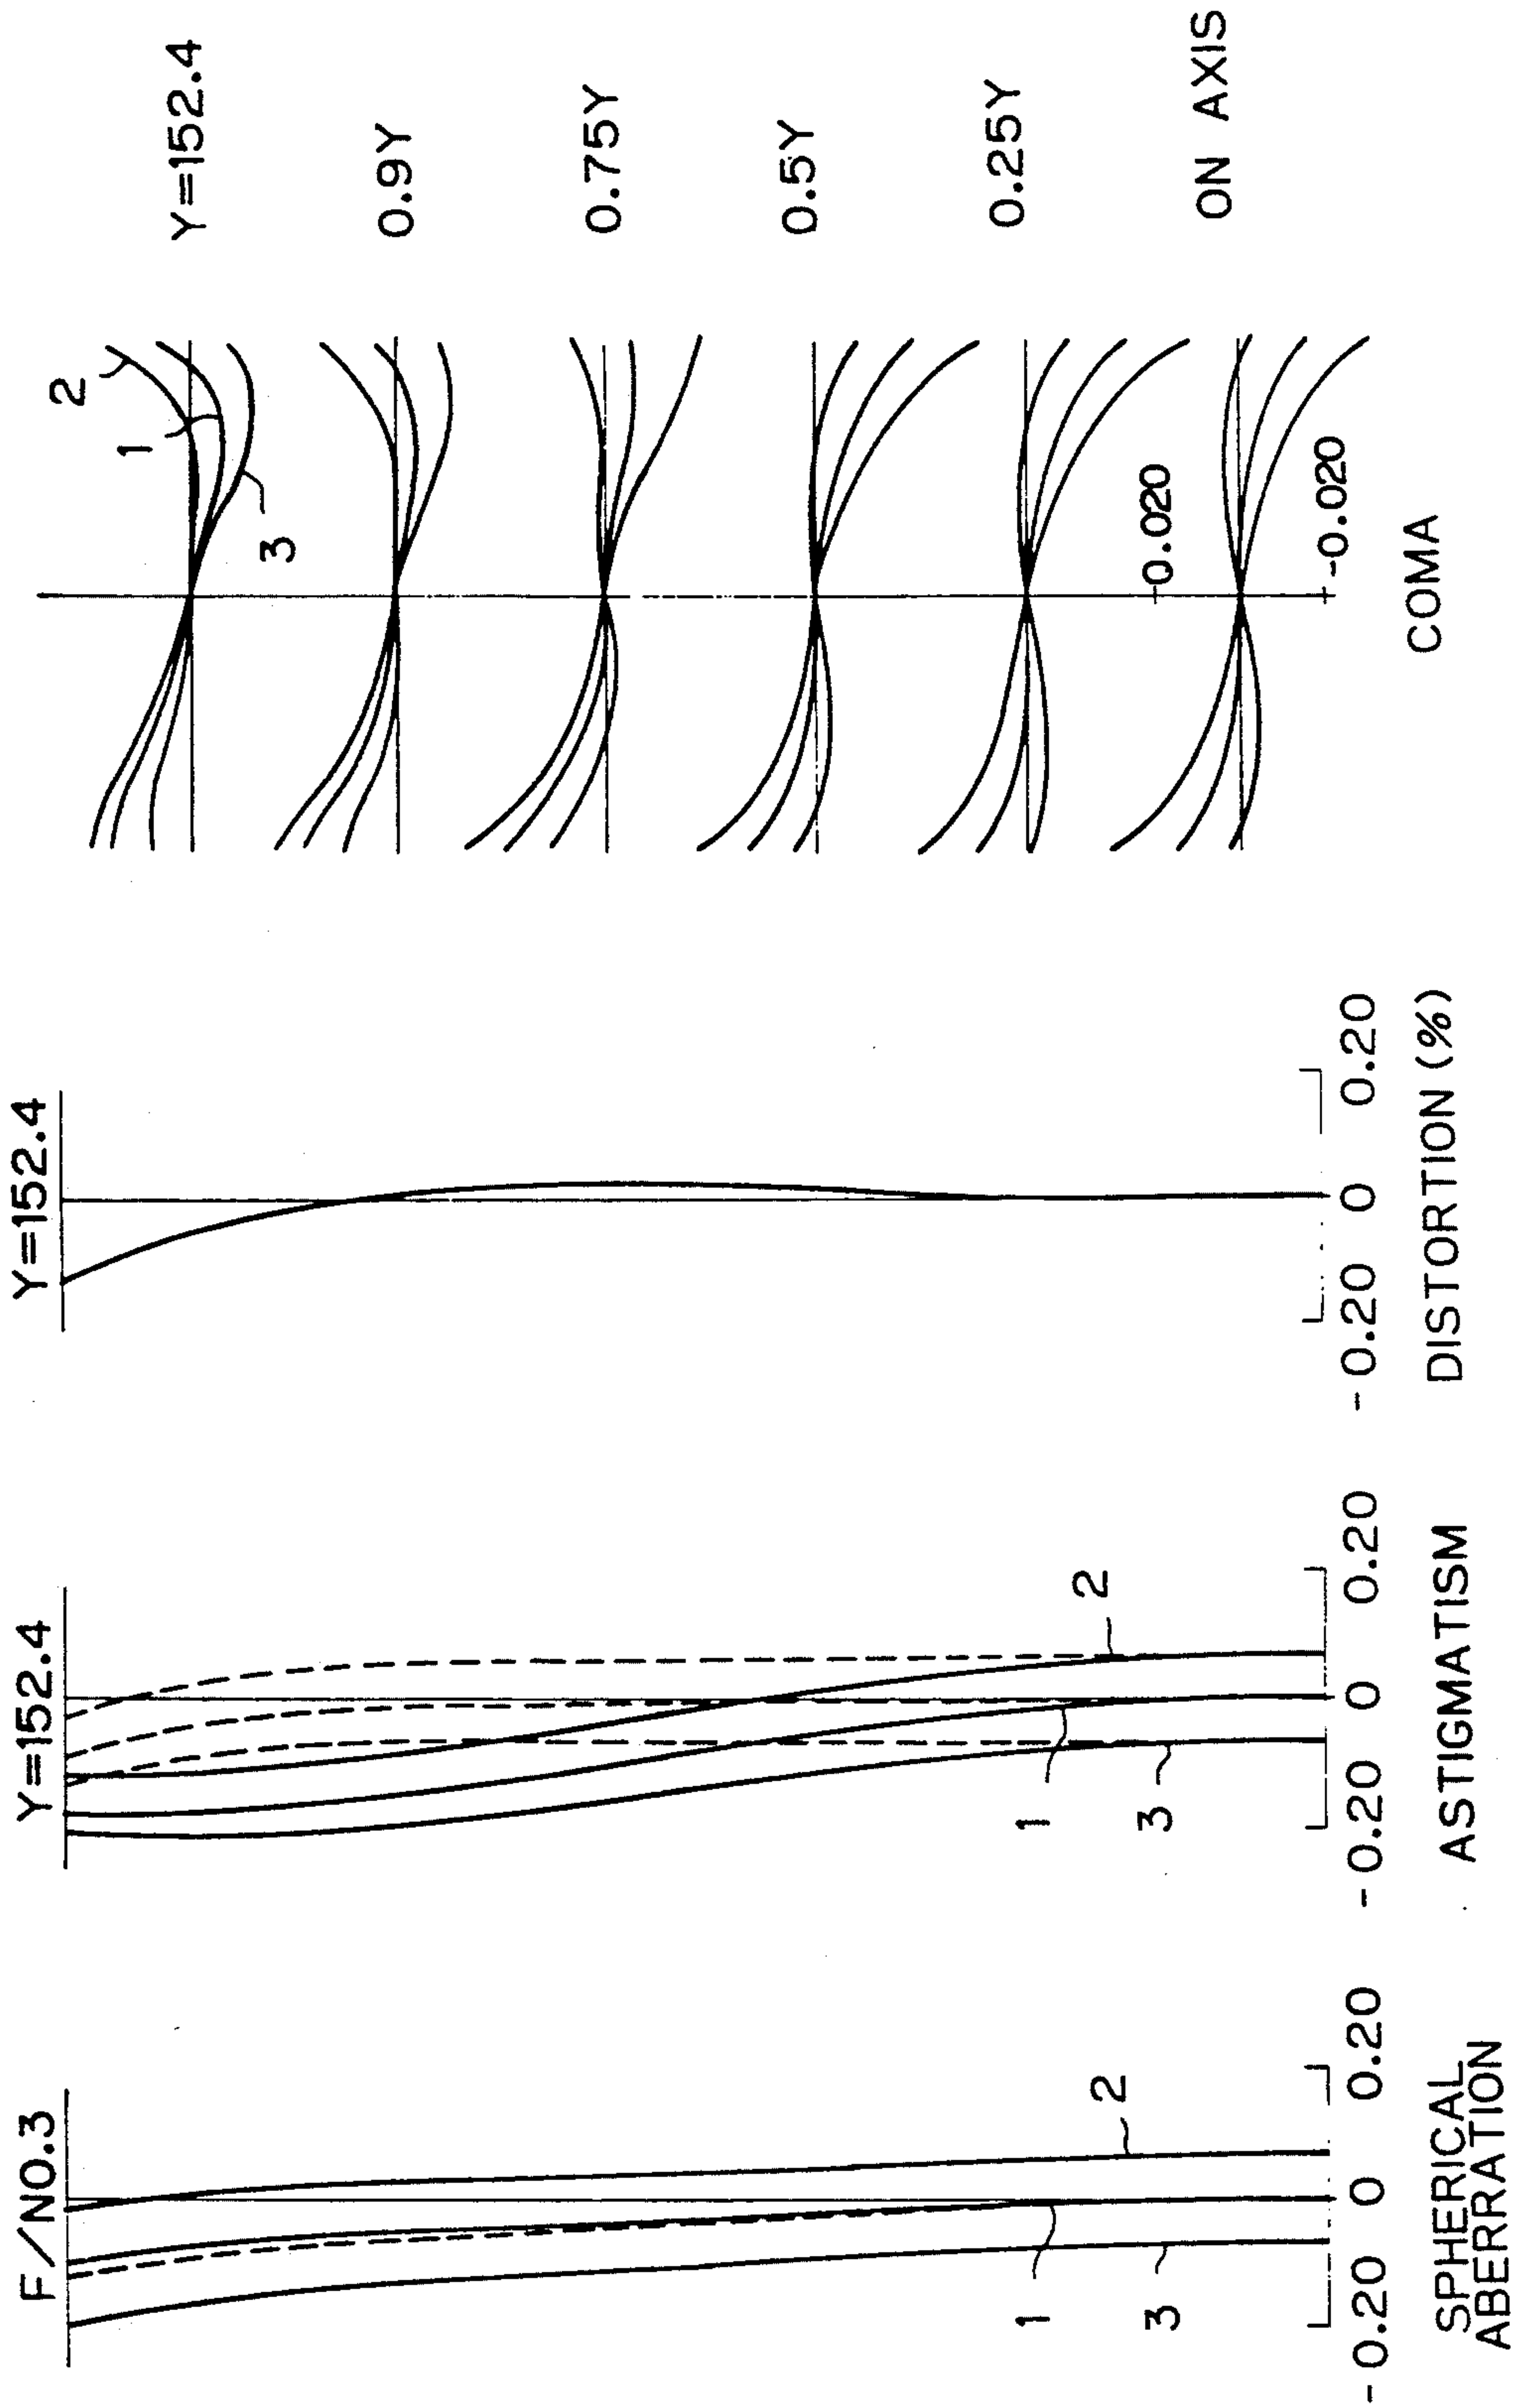 F/NO.3
2
1
3
-0.20 0 0.20
SPHERICAL
ABERRATION
Y=152.4
2
1
3
-0.20 0 0.20
ASTIGMATISM
Y=152.4
-0.20 0 0.20
DISTORTION (%)
2
1
3
Y=152.4
0.9Y
0.75Y
0.5Y
0.25Y
-0.020
ON AXIS
-0.020
COMA